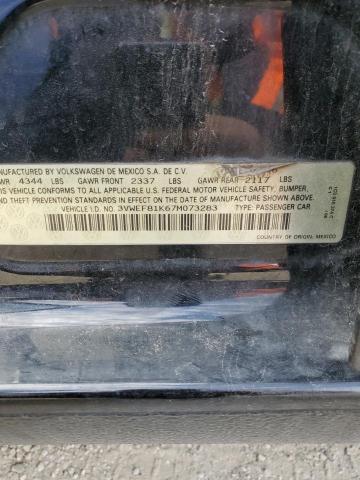 NUFACTURED BY VOLKSWAGEN DE MEXICO S.A. DE C.V.
WR 4344 LBS GAWR FRONT 2337 LBS GAWR REAR 2117 LBS
IS VEHICLE CONFORMS TO ALL APPLICABLE U.S. FEDERAL MOTOR VEHICLE SAFETY, BUMPER,
ND THEFT PREVENTION STANDARDS IN EFFECT ON THE DATE OF MANUFACTURE SHOWN ABOVE.
VEHICLE I.D. NO.: 3VWEF81K67M073283 TYPE: PASSENGER CAR
COUNTRY OF ORIGIN: MEXICO